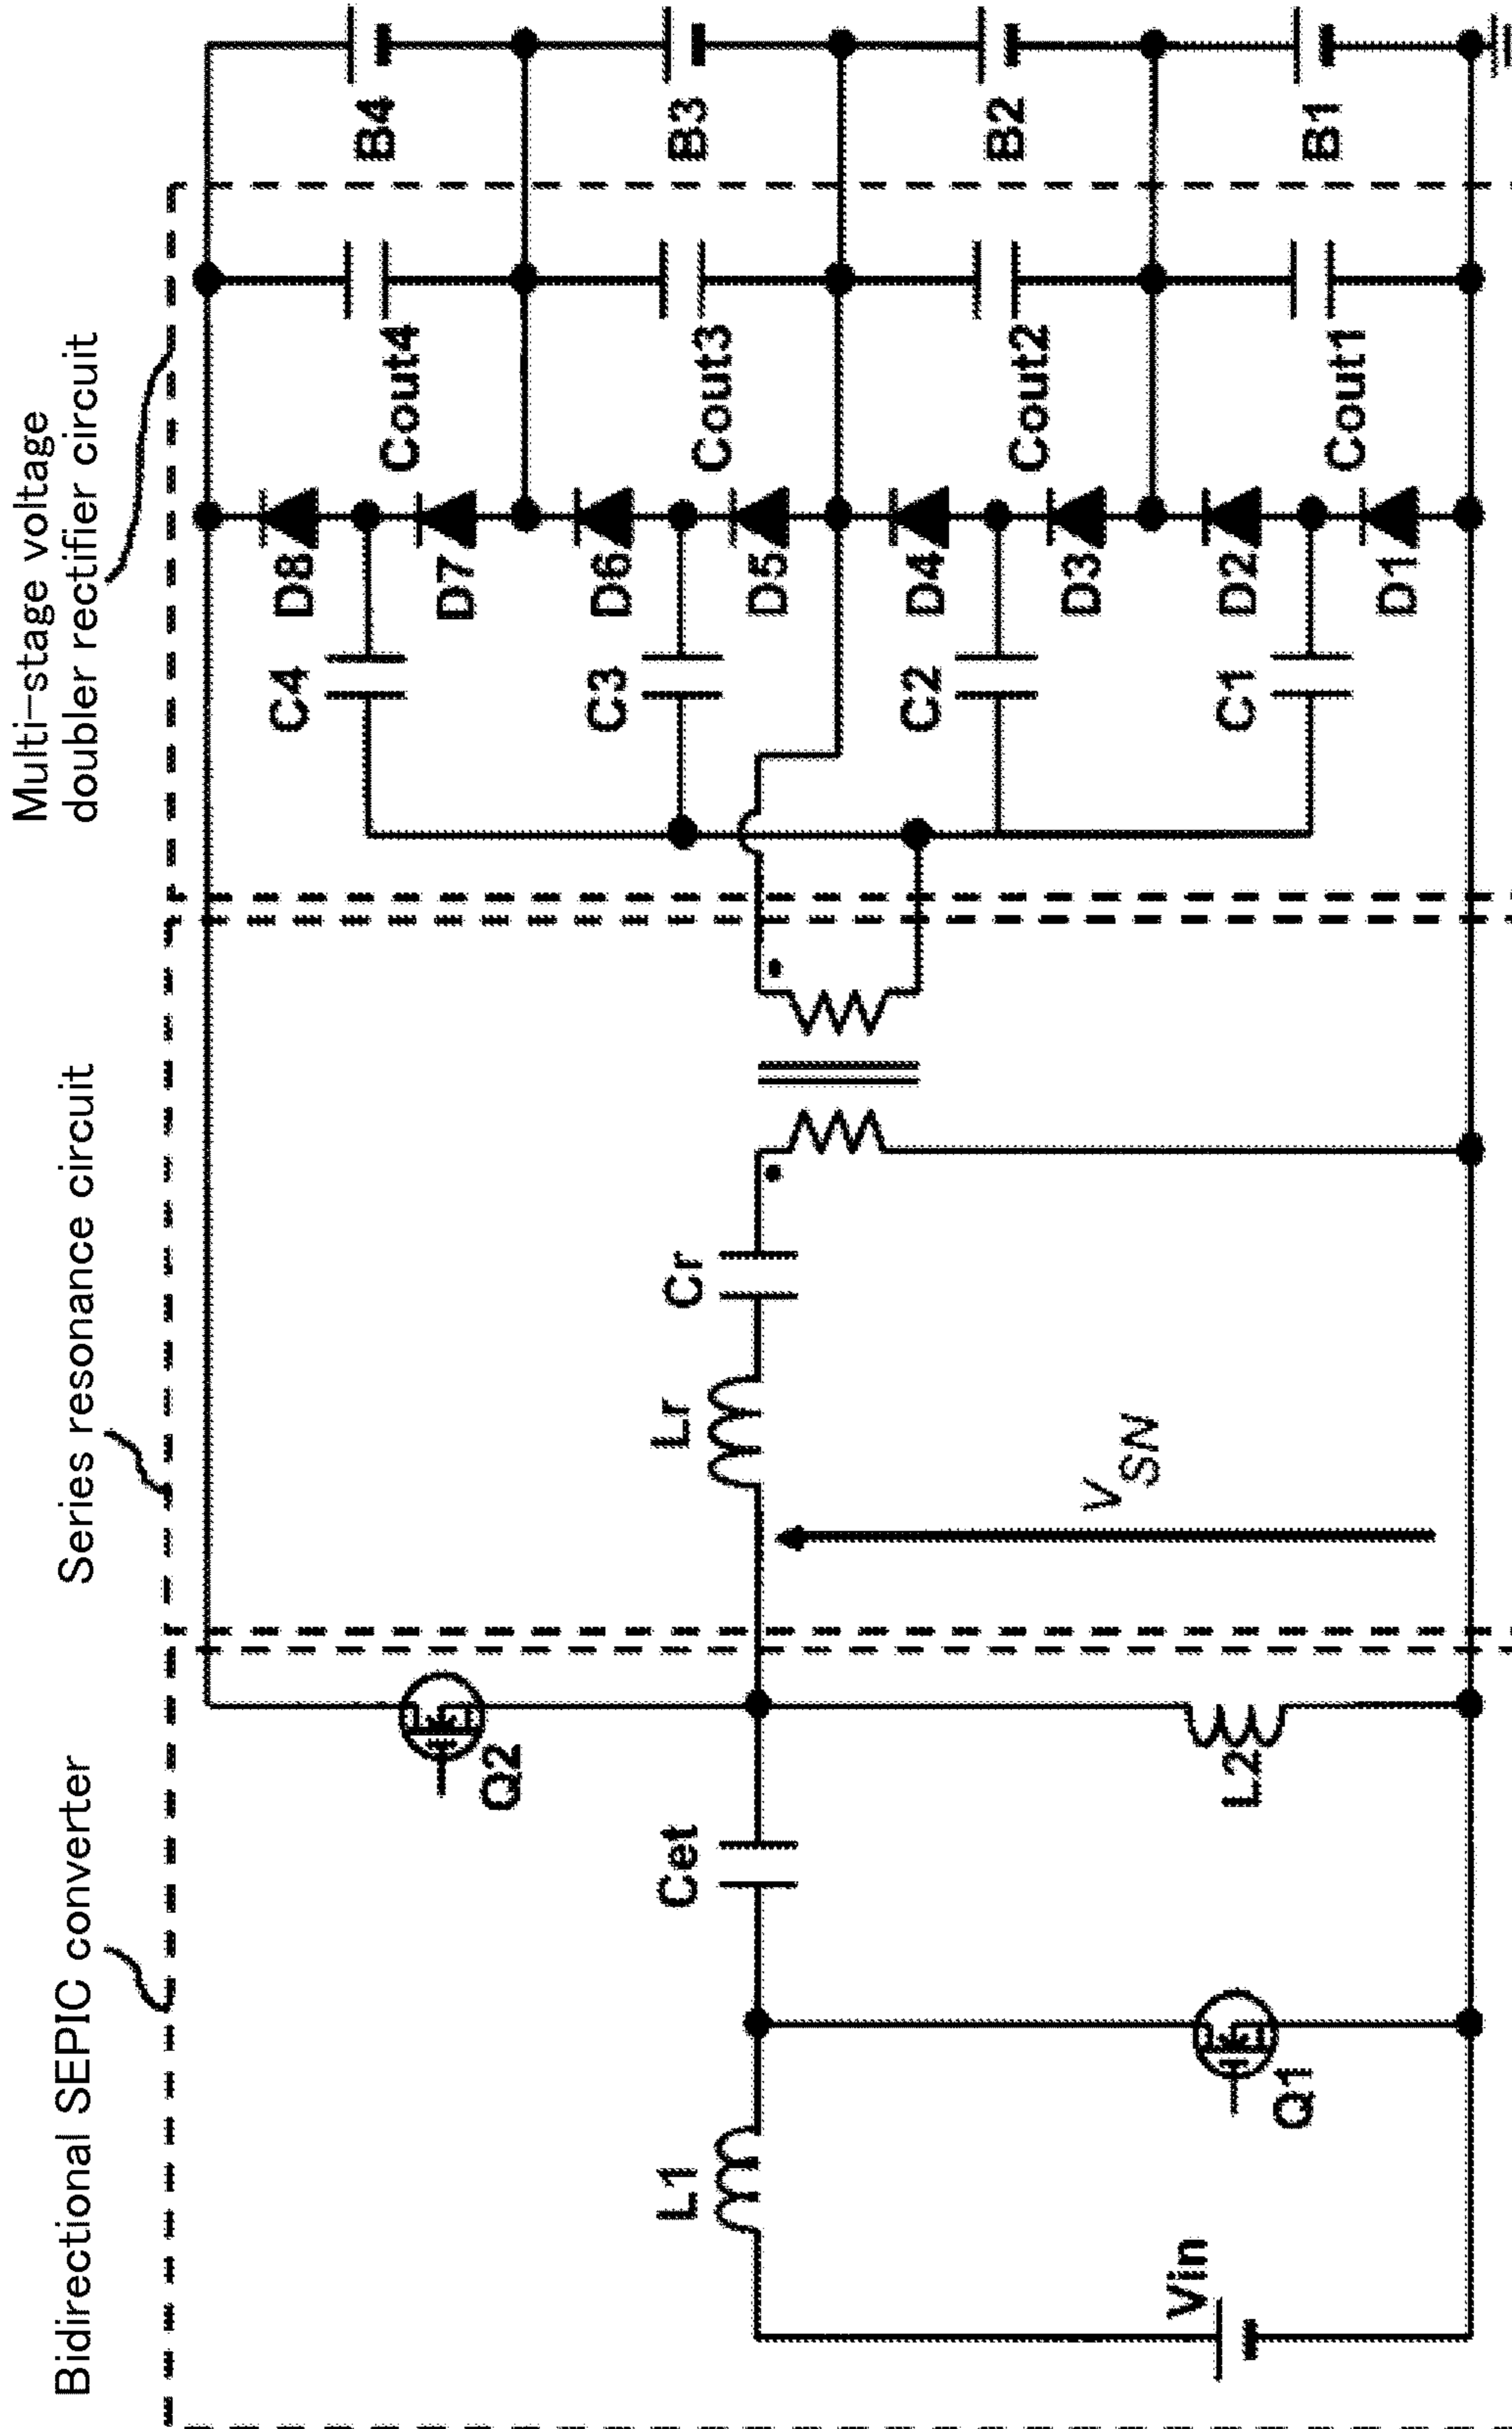 Bidirectional SEPIC converter
Series resonance circuit
Multi-stage voltage
doubler rectifier circuit
Vin
L1
Q1
Cet
Q2
L2
V
SN
Lr
Cr
C4
C3
C2
C1
D8
D7
D6
D5
D4
D3
D2
D1
Cout4
Cout3
Cout2
Cout1
B4
B3
B2
B1